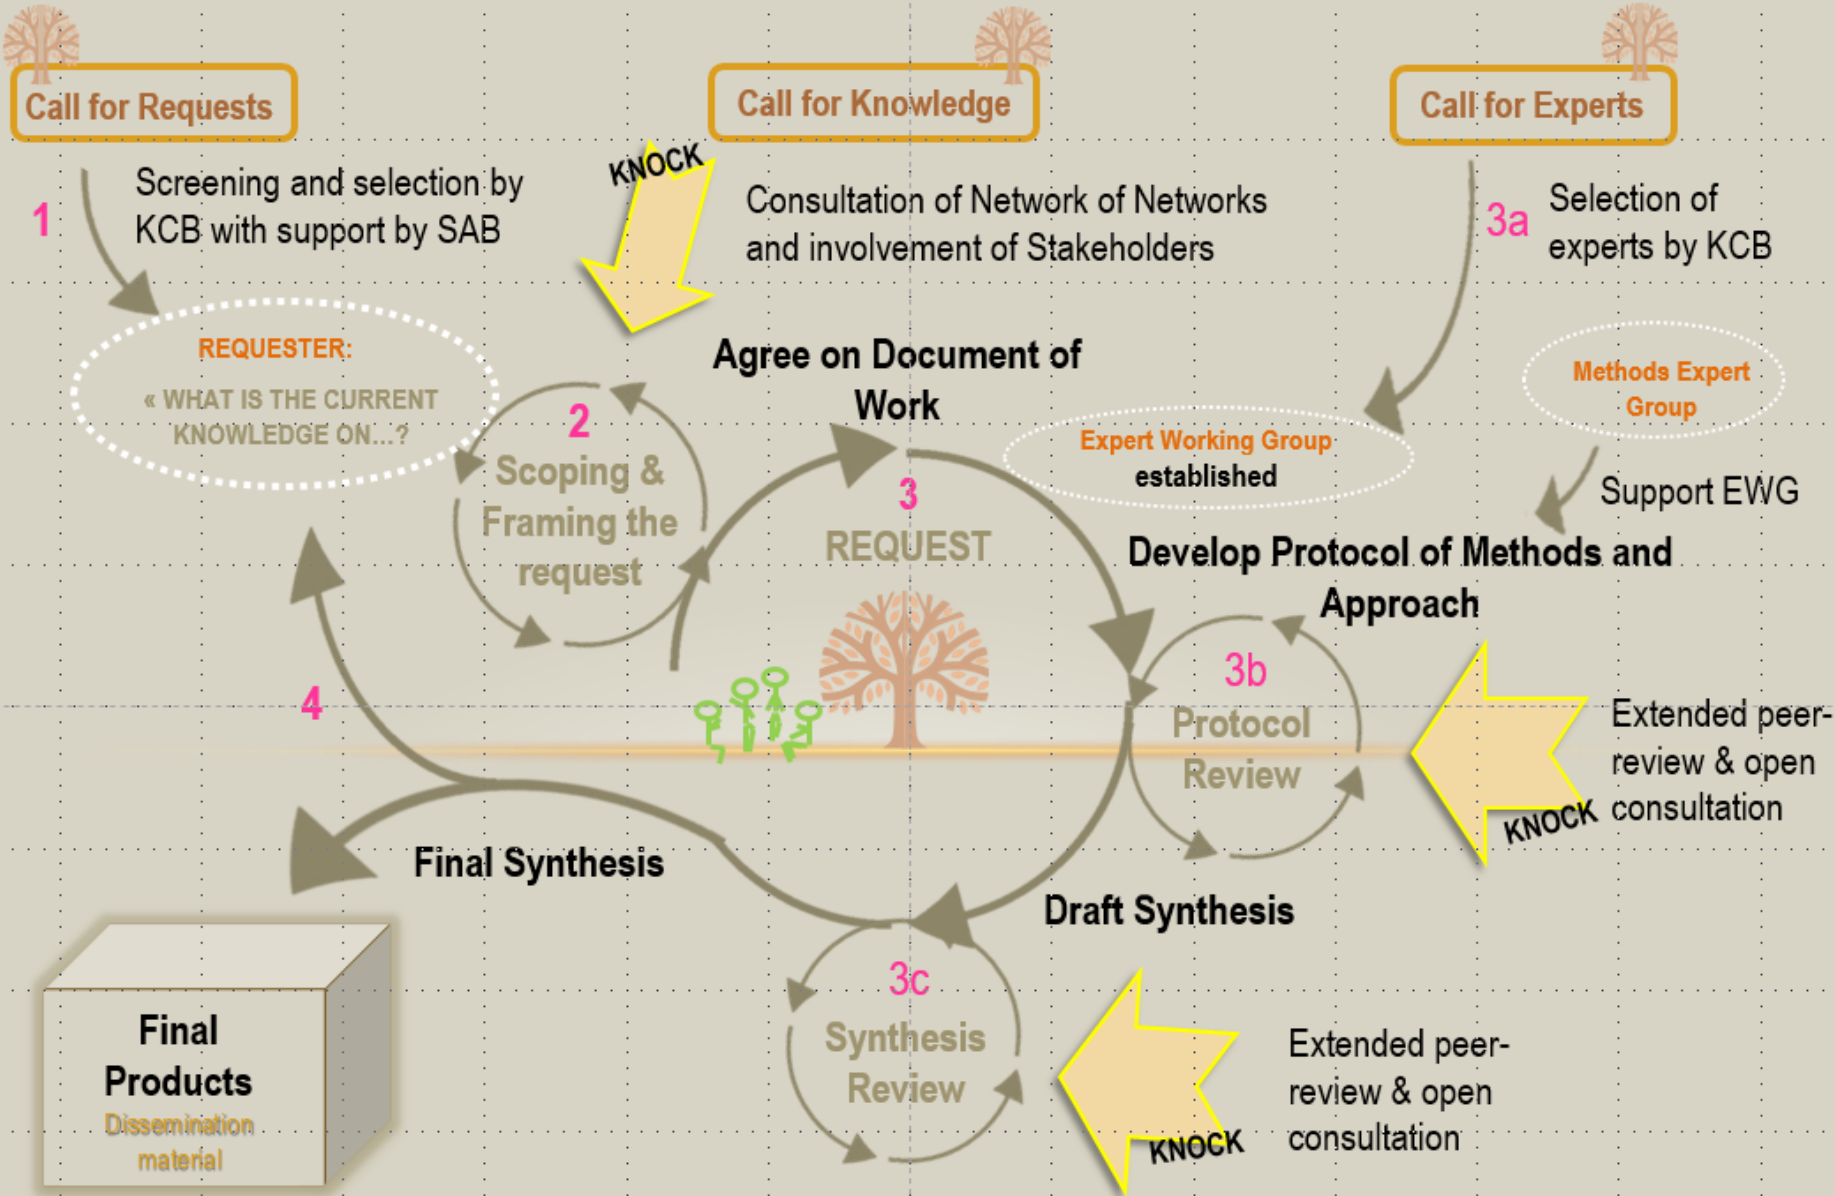 Call for Requests
Call for Knowledge
Call for Experts
1
Screening and selection by
KCB with support by SAB
KNOCK
Consultation of Network of Networks
and involvement of Stakeholders
3a
Selection of
experts by KCB
REQUESTER:
« WHAT IS THE CURRENT
KNOWLEDGE ON...?
2
Scoping &
Framing the
request
Agree on Document of
Work
3
REQUEST
Expert Working Group
established
Methods Expert
Group
Support EWG
Develop Protocol of Methods and
Approach
3b
Protocol
Review
Extended peer-
review & open
consultation
KNOCK
4
Final Synthesis
Draft Synthesis
3c
Synthesis
Review
Extended peer-
review & open
consultation
KNOCK
Final
Products
Dissemination
material